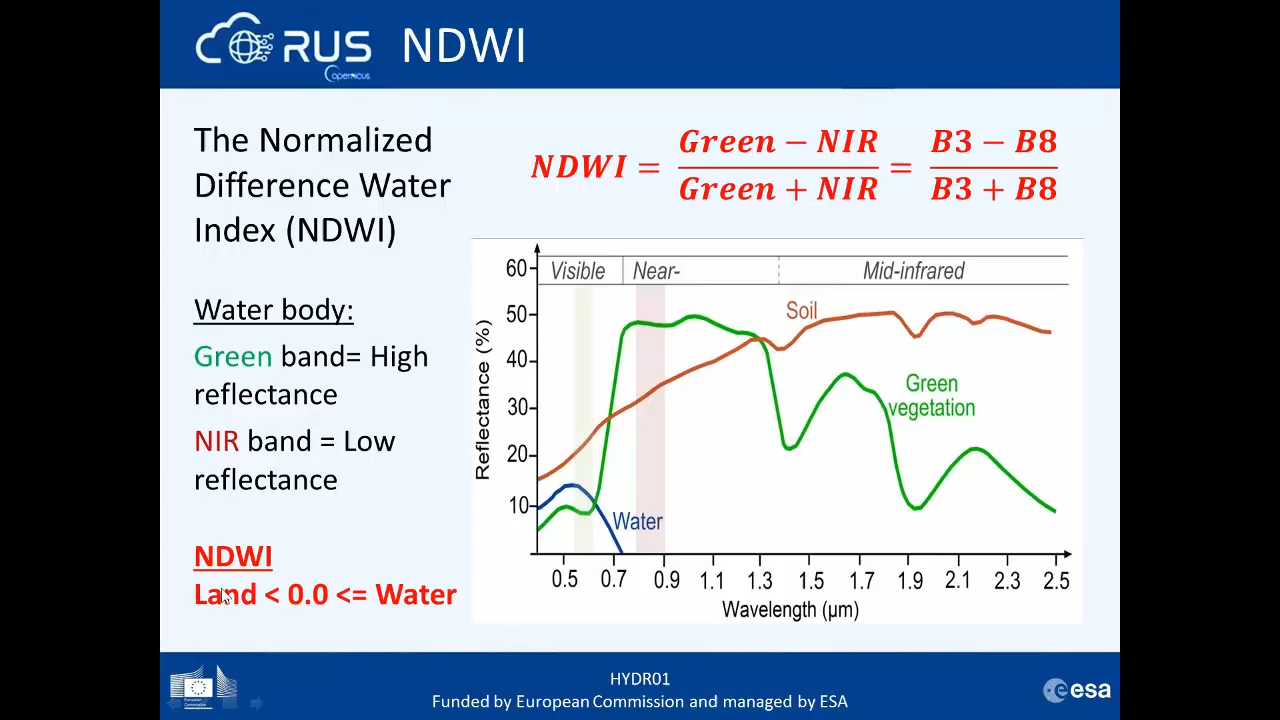 RUS
Copernicus
NDWI
The Normalized
Difference Water
Index (NDWI)
NDWI = Green − NIR / Green + NIR = B3 − B8 / B3 + B8
Water body:
Green band= High
reflectance
NIR band = Low
reflectance
NDWI
Land < 0.0 <= Water
Visible Near- Mid-infrared
Reflectance (%)
60
50
40
30
20
10
Soil
Green
vegetation
Water
0.5 0.7 0.9 1.1 1.3 1.5 1.7 1.9 2.1 2.3 2.5
Wavelength (µm)
European
Commission
HYDR01
Funded by European Commission and managed by ESA
esa